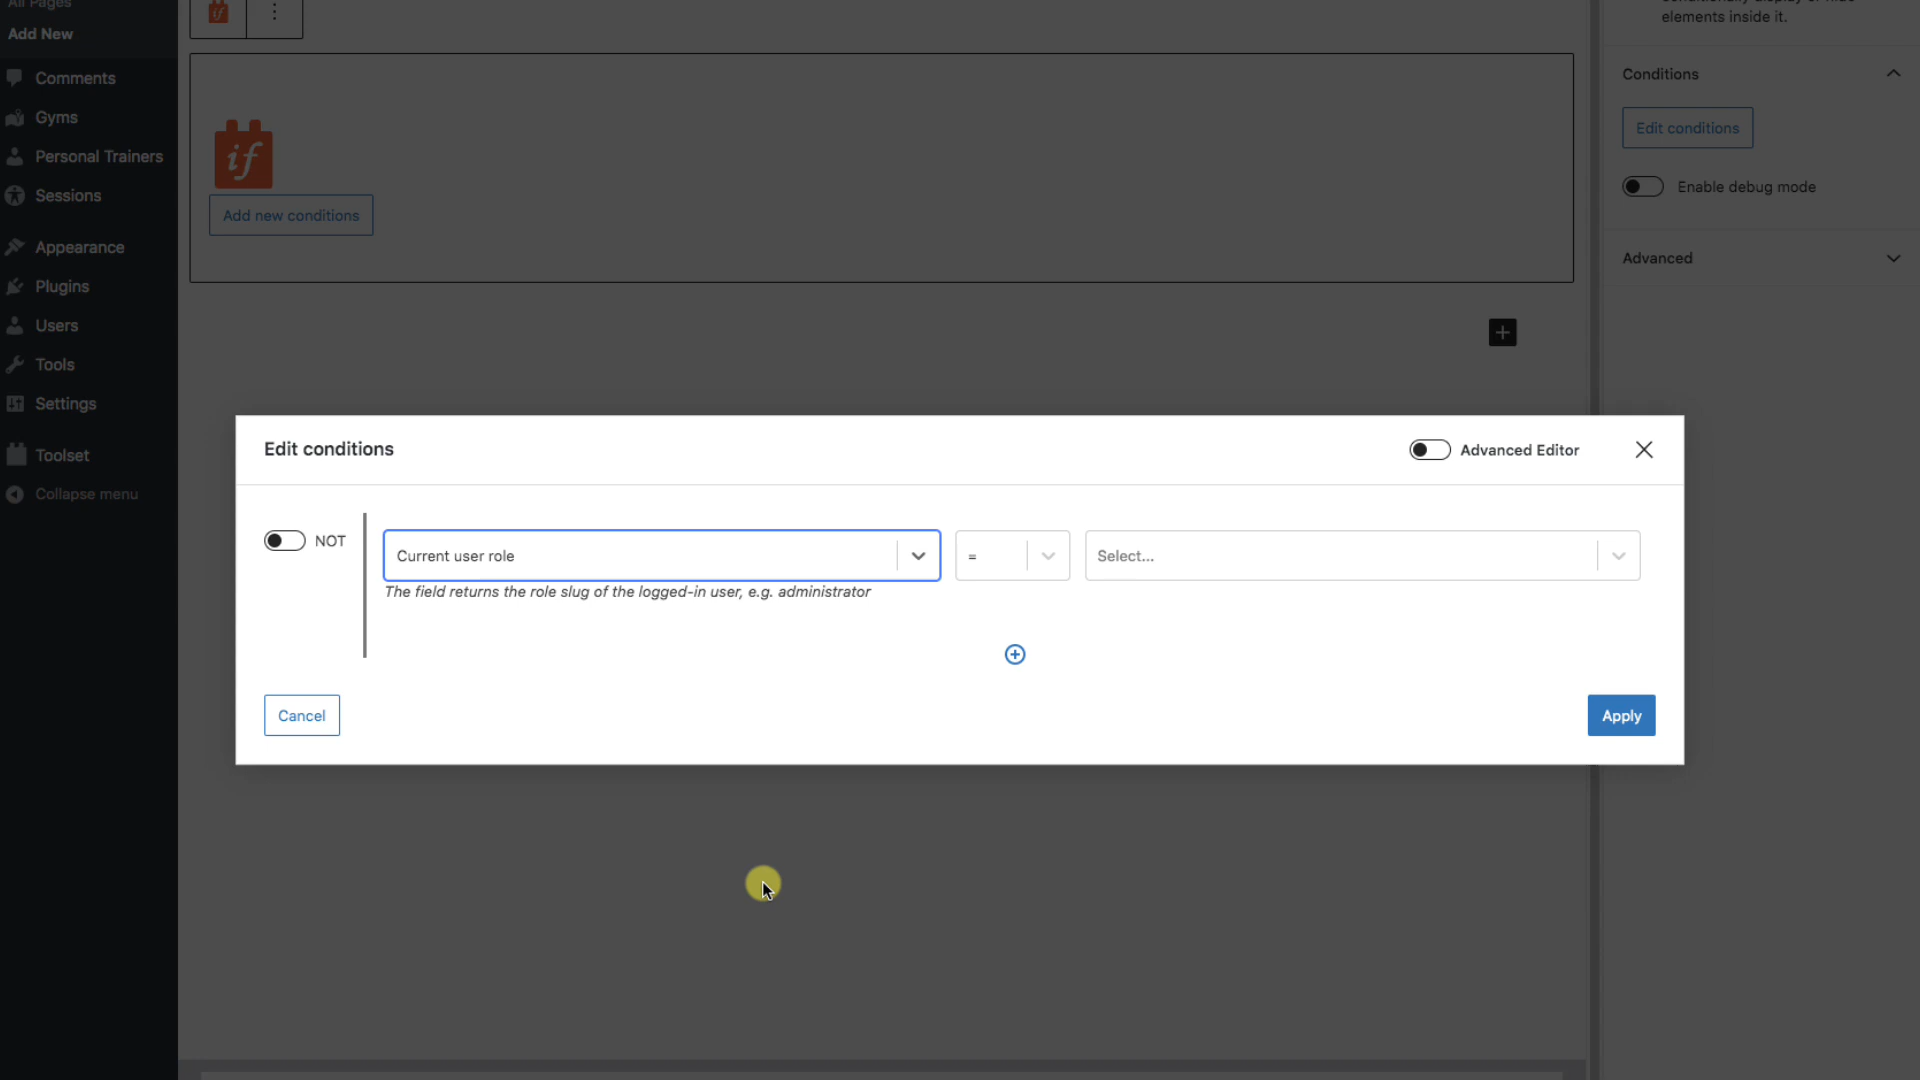 All Pages
Add New
Comments
Gyms
Personal Trainers
Sessions
Appearance
Plugins
Users
Tools
Settings
Toolset
Collapse menu
if
if
Add new conditions
elements inside it.
Conditions
Edit conditions
Enable debug mode
Advanced
Edit conditions
Advanced Editor
NOT
Current user role
=
Select...
The field returns the role slug of the logged-in user, e.g. administrator
Cancel
Apply